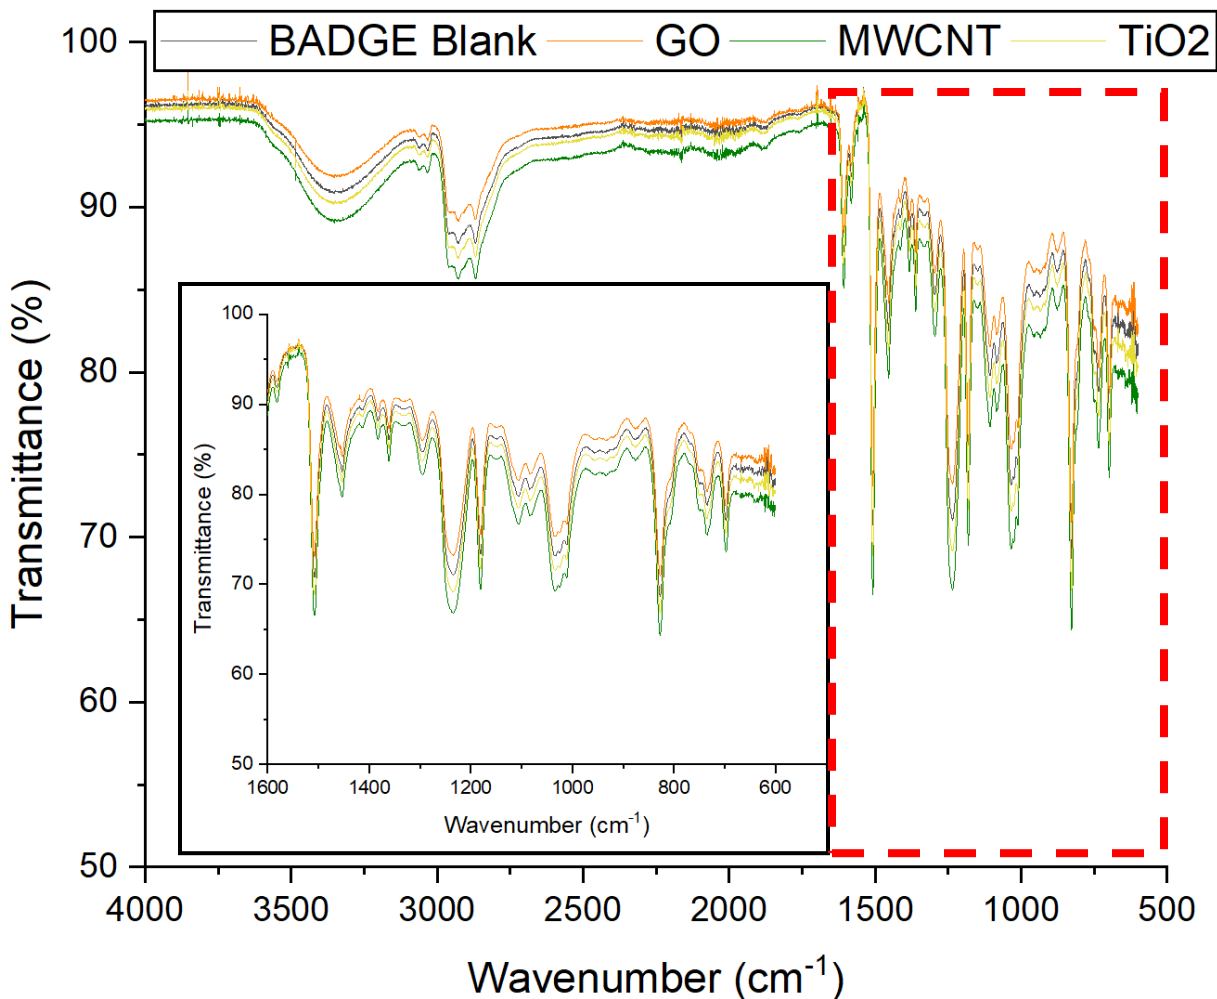 BADGE Blank GO MWCNT TiO2
100
90
80
70
60
50
Transmittance (%)
4000 3500 3000 2500 2000 1500 1000 500
Wavenumber (cm-1)
100
90
80
70
60
50
Transmittance (%)
1600 1400 1200 1000 800 600
Wavenumber (cm-1)